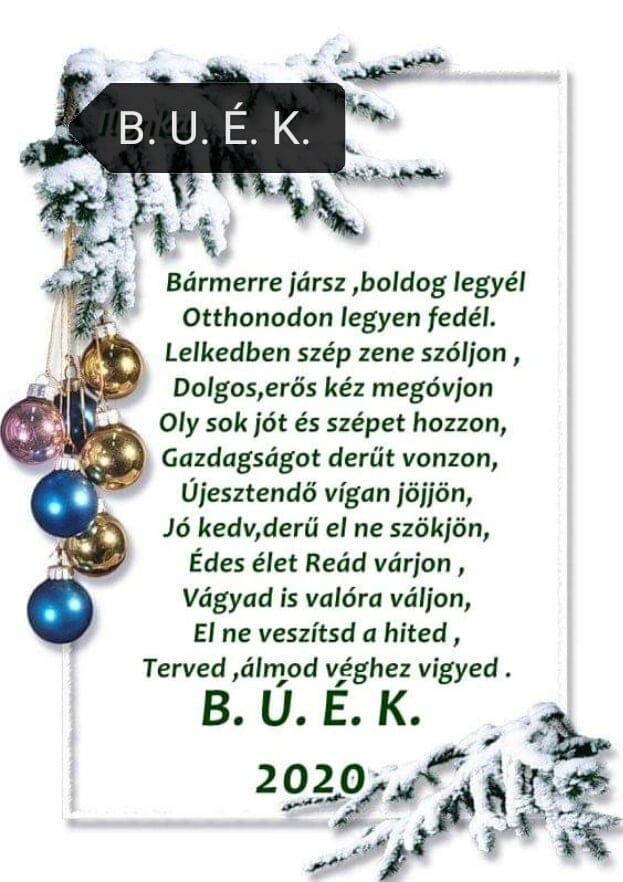 B. U. É. K.
Bármerre jársz ,boldog legyél
Otthonodon legyen fedél.
Lelkedben szép zene szóljon ,
Dolgos,erős kéz megóvjon
Oly sok jót és szépet hozzon,
Gazdagságot derűt vonzon,
Újesztendő vígan jöjjön,
Jó kedv,derű el ne szökjön,
Édes élet Reád várjon ,
Vágyad is valóra váljon,
El ne veszítsd a hited ,
Terved ,álmod véghez vigyed .
B. Ú. É. K.
2020